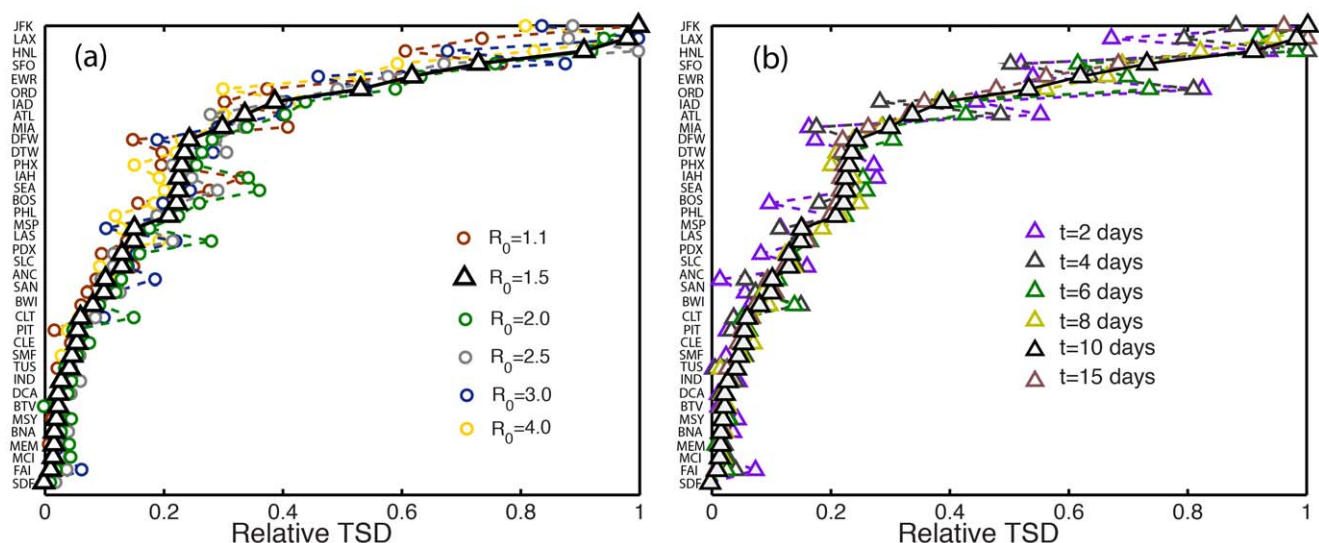 JFK
LAX
HNL
SFO
EWR
ORD
IAD
ATL
MIA
DFW
DTW
PHX
IAH
SEA
BOS
PHL
MSP
LAS
PDX
SLC
ANC
SAN
BWI
CLT
PIT
CLE
SMF
TUS
IND
DCA
BTV
MSY
BNA
MEM
MCI
FAI
SDF
(a)
R0=1.1
R0=1.5
R0=2.0
R0=2.5
R0=3.0
R0=4.0
0 0.2 0.4 0.6 0.8 1
Relative TSD
JFK
LAX
HNL
SFO
EWR
ORD
IAD
ATL
MIA
DFW
DTW
PHX
IAH
SEA
BOS
PHL
MSP
LAS
PDX
SLC
ANC
SAN
BWI
CLT
PIT
CLE
SMF
TUS
IND
DCA
BTV
MSY
BNA
MEM
MCI
FAI
SDF
(b)
t=2 days
t=4 days
t=6 days
t=8 days
t=10 days
t=15 days
0 0.2 0.4 0.6 0.8 1
Relative TSD